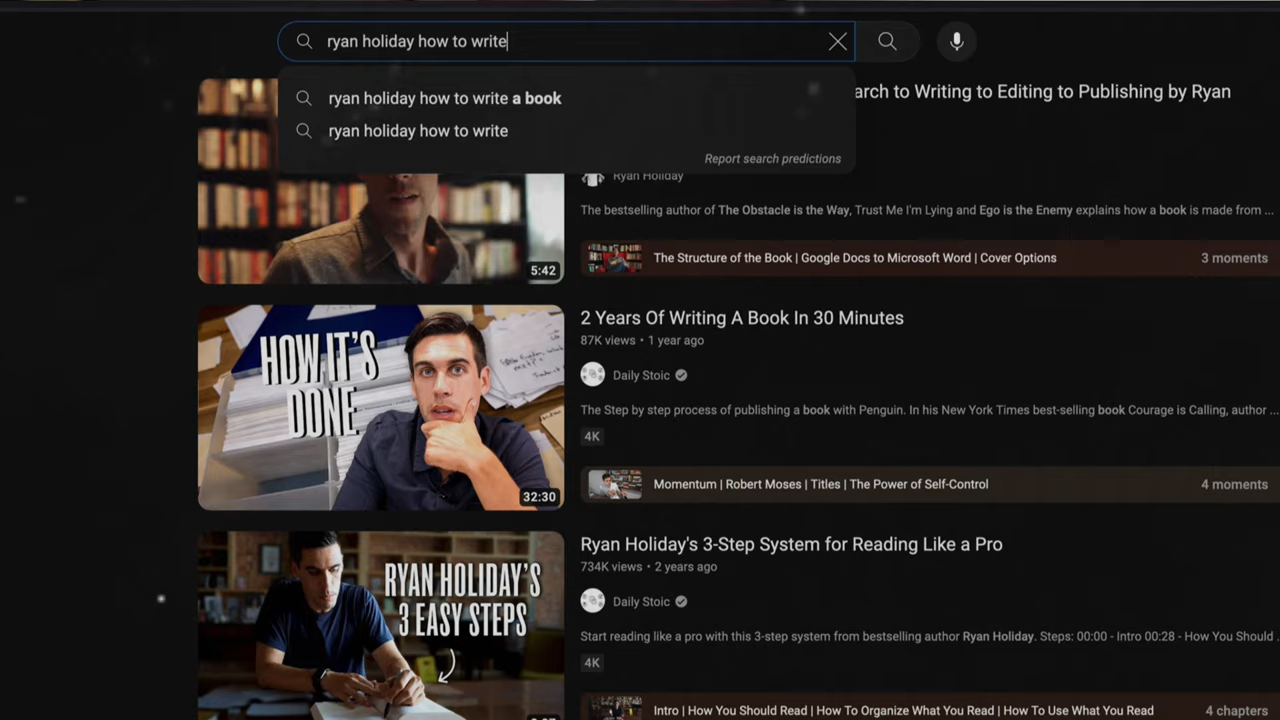 ryan holiday how to write
ryan holiday how to write a book
ryan holiday how to write
Report search predictions
arch to Writing to Editing to Publishing by Ryan
Ryan Holiday
The bestselling author of The Obstacle is the Way, Trust Me I'm Lying and Ego is the Enemy explains how a book is made from ...
5:42
The Structure of the Book | Google Docs to Microsoft Word | Cover Options
3 moments
HOW IT'S
DONE
32:30
2 Years Of Writing A Book In 30 Minutes
87K views • 1 year ago
Daily Stoic
The Step by step process of publishing a book with Penguin. In his New York Times best-selling book Courage is Calling, author ...
4K
Momentum | Robert Moses | Titles | The Power of Self-Control
4 moments
RYAN HOLIDAY'S
3 EASY STEPS
Ryan Holiday's 3-Step System for Reading Like a Pro
734K views • 2 years ago
Daily Stoic
Start reading like a pro with this 3-step system from bestselling author Ryan Holiday. Steps: 00:00 - Intro 00:28 - How You Should
4K
Intro | How You Should Read | How To Organize What You Read | How To Use What You Read
4 chapters